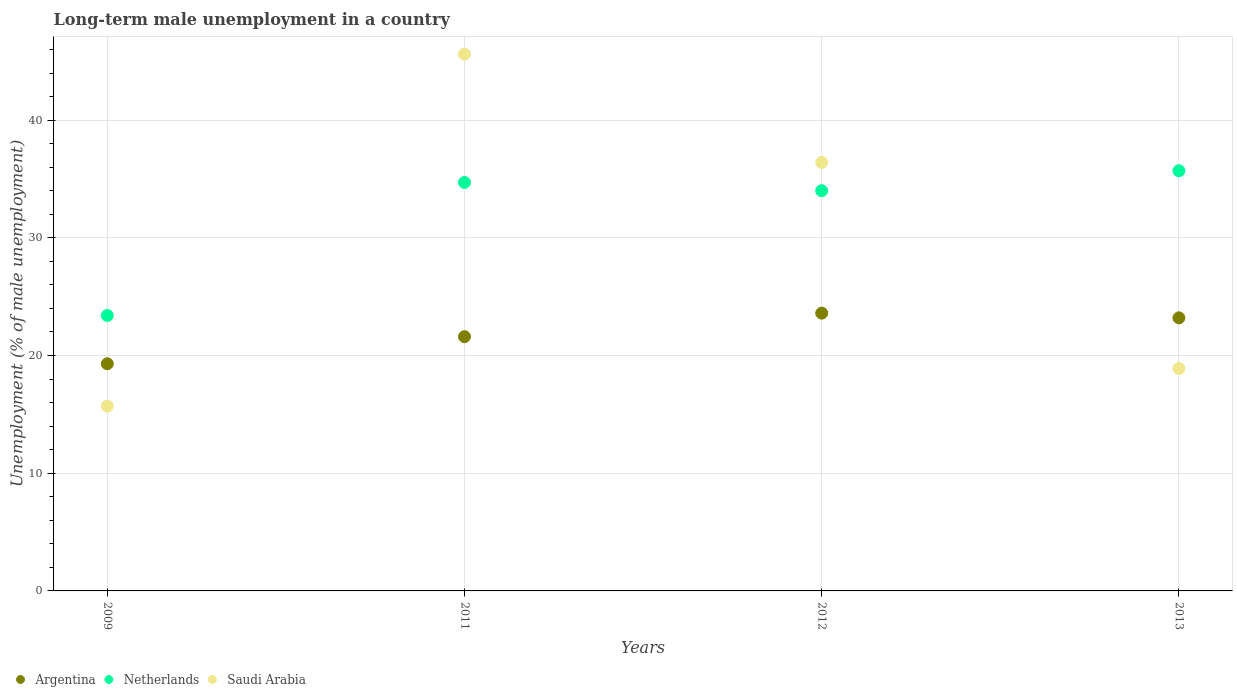 Long-term male unemployment in a country
Unemployment (% of male unemployment)
40
30
20
10
0
2009
2011
2012
2013
Years
Argentina
Netherlands
Saudi Arabia